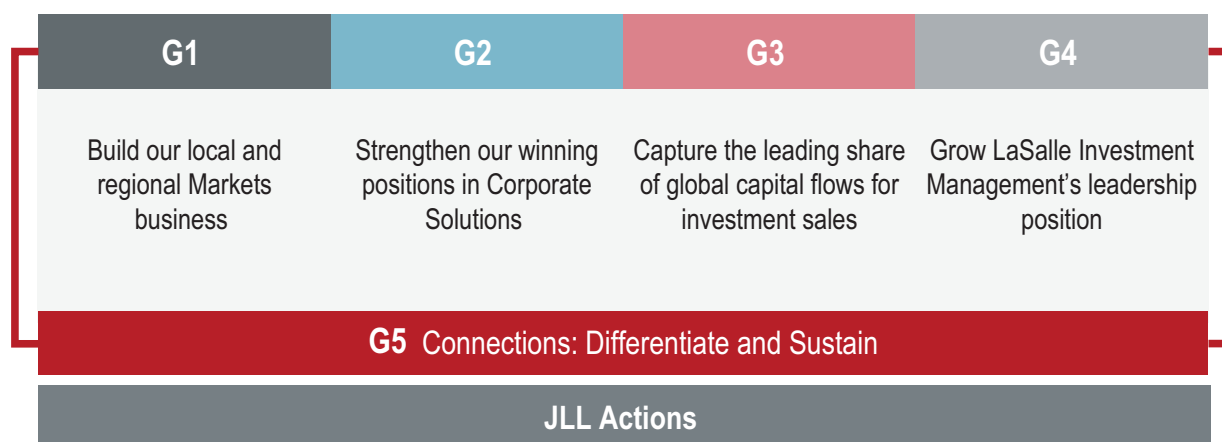 G1
G2
G3
G4
Build our local and
regional Markets
business
Strengthen our winning
positions in Corporate
Solutions
Capture the leading share
of global capital flows for
investment sales
Grow LaSalle Investment
Management's leadership
position
G5 Connections: Differentiate and Sustain
JLL Actions